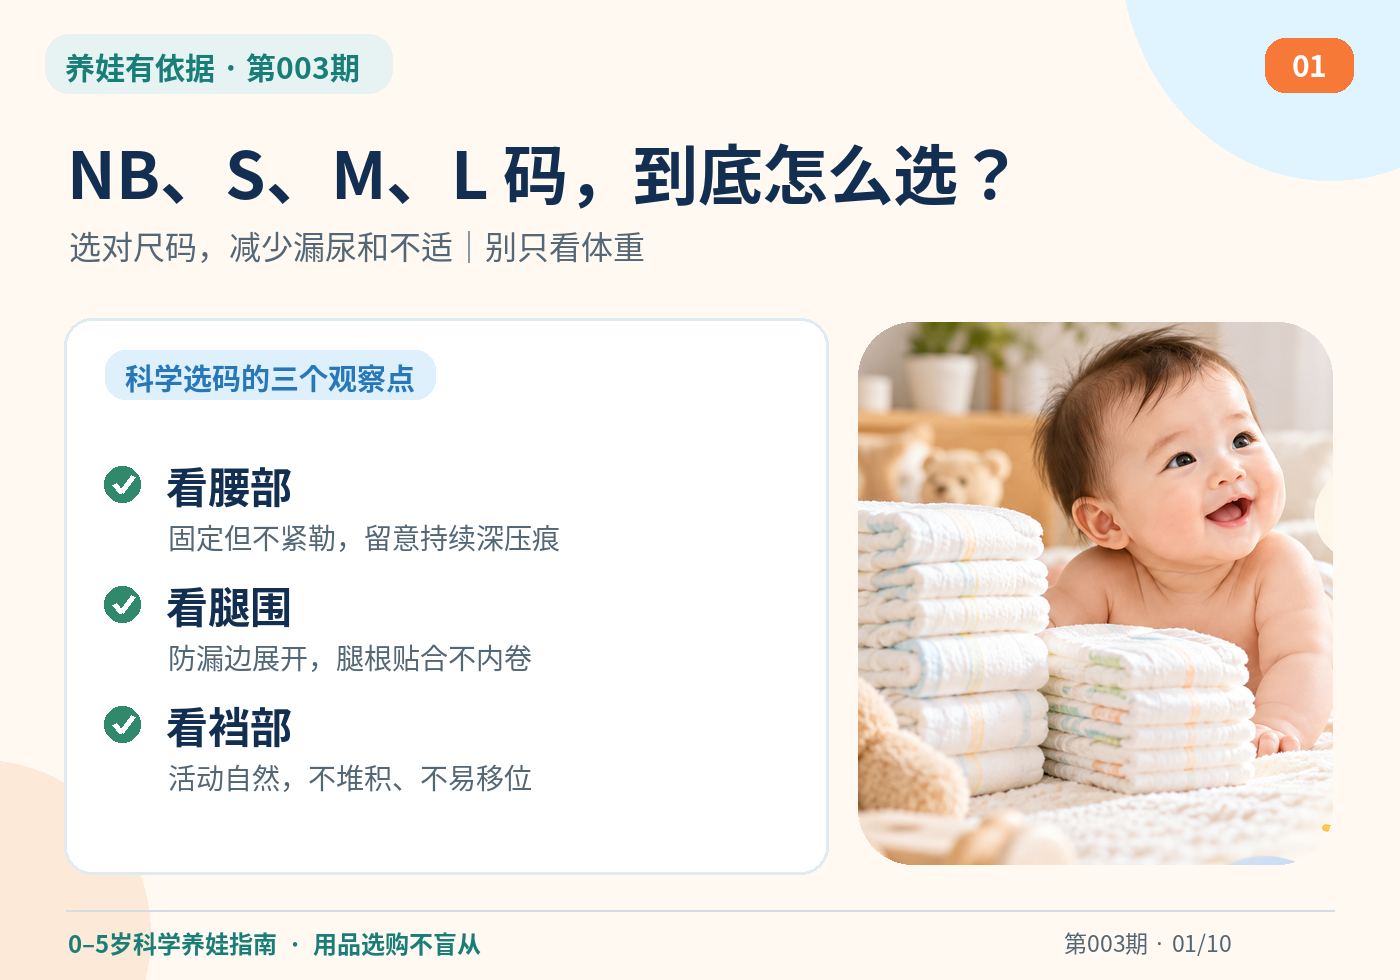 养娃有依据 · 第003期
01
NB、S、M、L 码，到底怎么选？
选对尺码，减少漏尿和不适｜别只看体重
科学选码的三个观察点
看腰部
固定但不紧勒，留意持续深压痕
看腿围
防漏边展开，腿根贴合不内卷
看裆部
活动自然，不堆积、不易移位
0–5岁科学养娃指南 · 用品选购不盲从
第003期 · 01/10